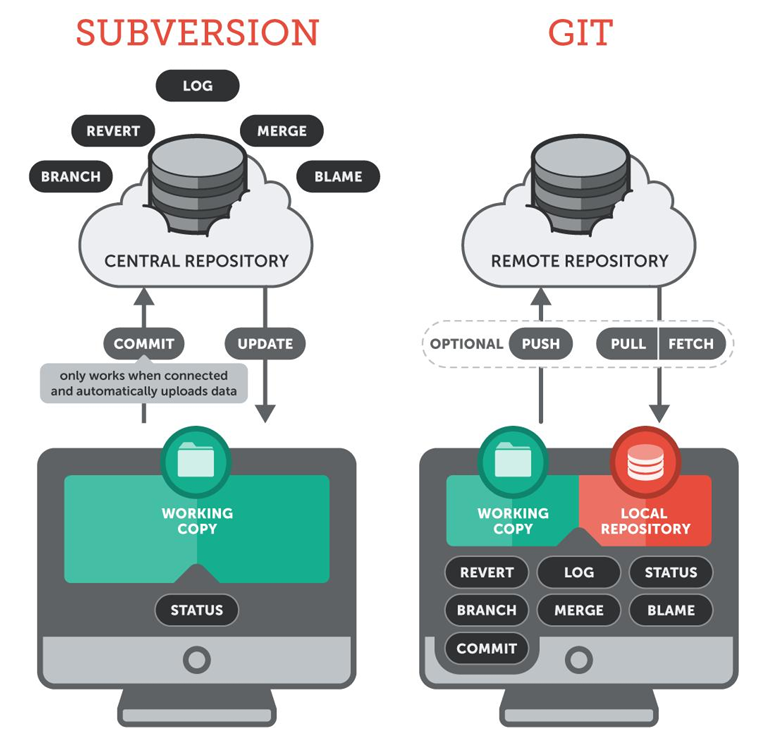 SUBVERSION
LOG
REVERT
MERGE
BRANCH
BLAME
CENTRAL REPOSITORY
COMMIT
UPDATE
only works when connected
and automatically uploads data
WORKING
COPY
STATUS
GIT
REMOTE REPOSITORY
OPTIONAL PUSH
PULL FETCH
WORKING
COPY
LOCAL
REPOSITORY
REVERT
LOG
STATUS
BRANCH
MERGE
BLAME
COMMIT